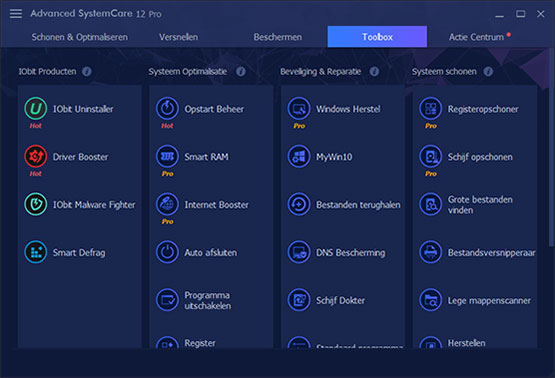 Advanced SystemCare 12 Pro
Schonen & Optimaliseren Versnellen Beschermen Toolbox Actie Centrum
IObit Producten Systeem Optimalisatie Beveiliging & Reparatie Systeem schonen
IObit Uninstaller
Hot
Driver Booster
Hot
IObit Malware Fighter
Smart Defrag
Opstart Beheer
Hot
Smart RAM
Pro
Internet Booster
Pro
Auto afsluiten
Programma
uitschakelen
Register
Windows Herstel
Pro
MyWin10
Bestanden terughalen
DNS Bescherming
Schijf Dokter
Standaard programma
Registeropschoner
Pro
Schijf opschonen
Pro
Grote bestanden
vinden
Bestandsversnipperaar
Lege mappenscanner
Herstellen